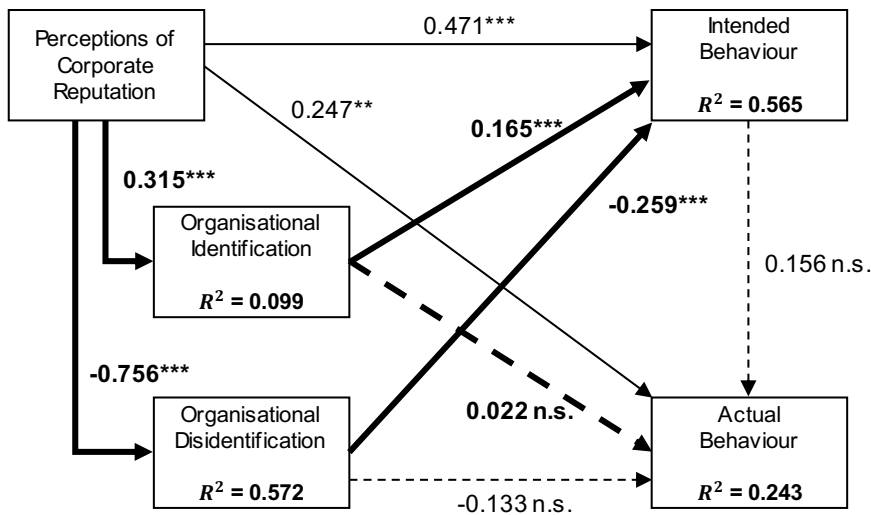 Perceptions of
Corporate
Reputation
0.471***
Intended
Behaviour
R² = 0.565
0.247**
0.165***
0.315***
-0.259***
Organisational
Identification
R² = 0.099
0.156 n.s.
-0.756***
0.022 n.s.
Organisational
Disidentification
R² = 0.572
Actual
Behaviour
R² = 0.243
-0.133 n.s.